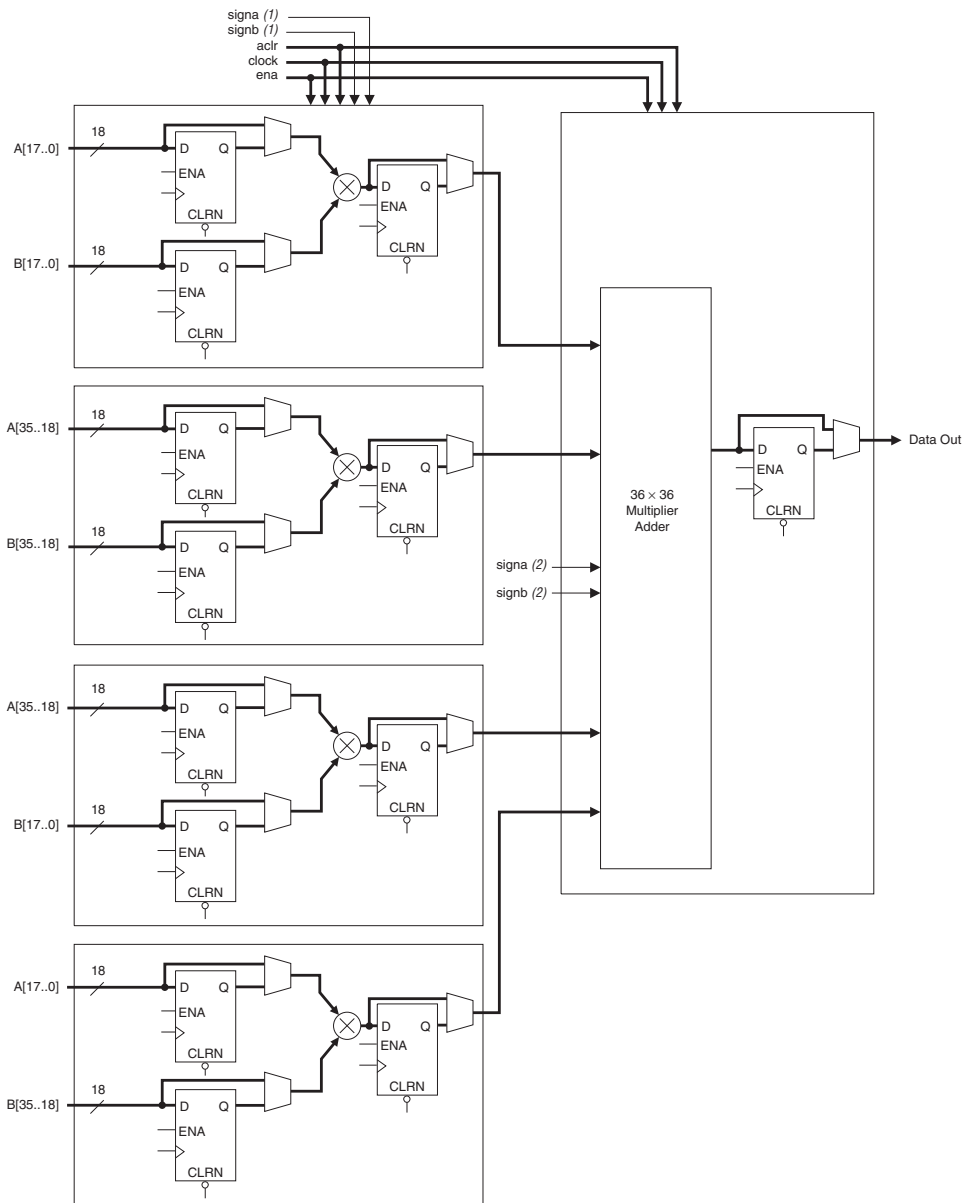 signa (1)
signb (1)
aclr
clock
ena
A[17..0]
18
D Q
ENA
CLRN
B[17..0]
18
D Q
ENA
CLRN
D Q
ENA
CLRN
A[35..18]
18
D Q
ENA
CLRN
B[35..18]
18
D Q
ENA
CLRN
D Q
ENA
CLRN
A[35..18]
18
D Q
ENA
CLRN
B[17..0]
18
D Q
ENA
CLRN
D Q
ENA
CLRN
A[17..0]
18
D Q
ENA
CLRN
B[35..18]
18
D Q
ENA
CLRN
D Q
ENA
CLRN
36 × 36
Multiplier
Adder
signa (2)
signb (2)
D Q
ENA
CLRN
Data Out